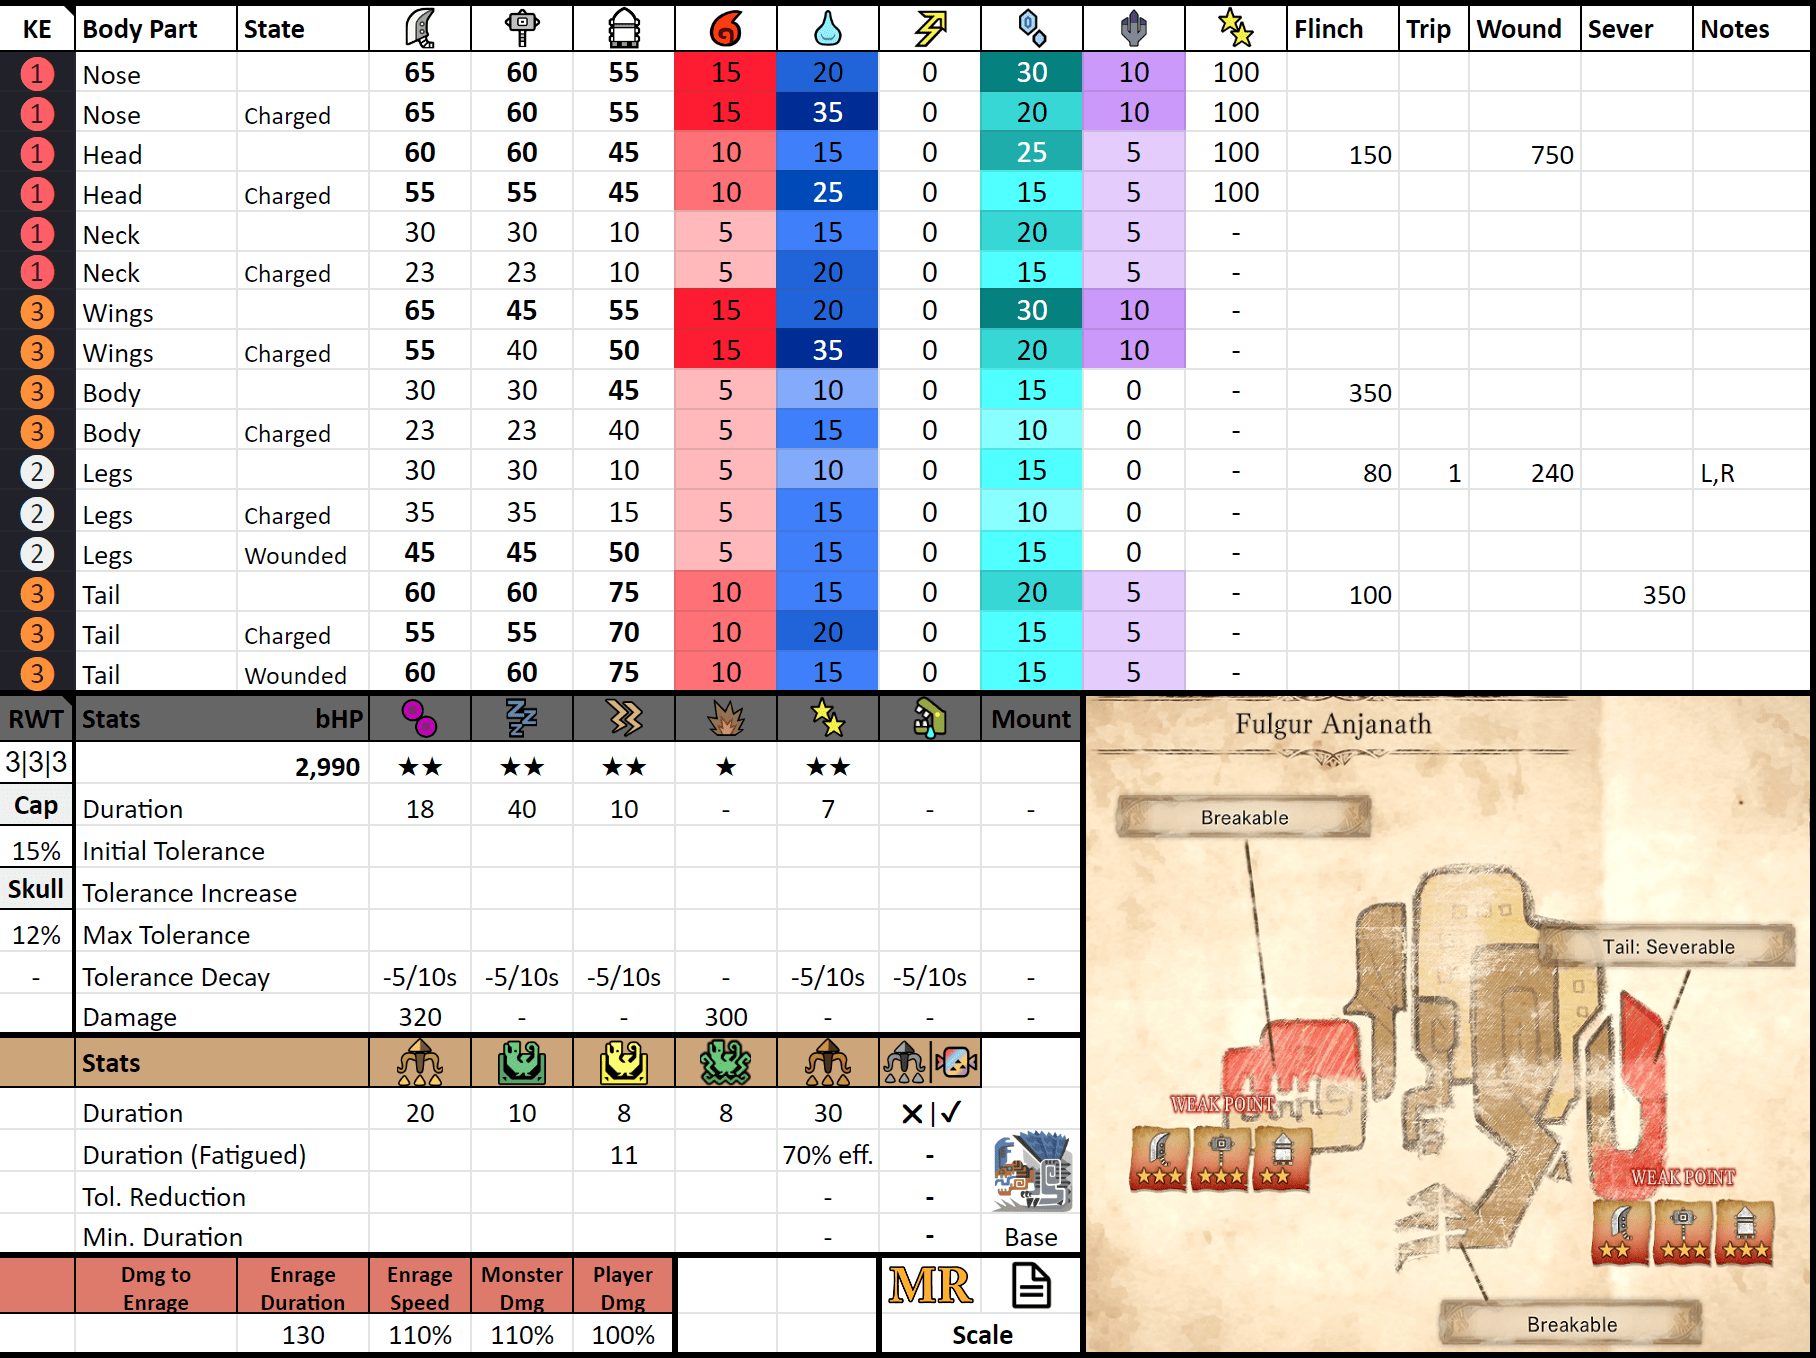 KE Body Part State Flinch Trip Wound Sever Notes
1 Nose 65 60 55 15 20 0 30 10 100
1 Nose Charged 65 60 55 15 35 0 20 10 100
1 Head 60 60 45 10 15 0 25 5 100 150 750
1 Head Charged 55 55 45 10 25 0 15 5 100
1 Neck 30 30 10 5 15 0 20 5 -
1 Neck Charged 23 23 10 5 20 0 15 5 -
3 Wings 65 45 55 15 20 0 30 10 -
3 Wings Charged 55 40 50 15 35 0 20 10 -
3 Body 30 30 45 5 10 0 15 0 - 350
3 Body Charged 23 23 40 5 15 0 10 0 -
2 Legs 30 30 10 5 10 0 15 0 - 80 1 240 L,R
2 Legs Charged 35 35 15 5 15 0 10 0 -
2 Legs Wounded 45 45 50 5 15 0 15 0 -
3 Tail 60 60 75 10 15 0 20 5 - 100 350
3 Tail Charged 55 55 70 10 20 0 15 5 -
3 Tail Wounded 60 60 75 10 15 0 15 5 -
RWT Stats bHP Mount
3|3|3 2,990 ★★ ★★ ★★ ★ ★★
Cap Duration 18 40 10 - 7 - -
15% Initial Tolerance
Skull Tolerance Increase
12% Max Tolerance
- Tolerance Decay -5/10s -5/10s -5/10s - -5/10s -5/10s -
Damage 320 - - 300 - - -
Stats
Duration 20 10 8 8 30 ✕|✓
Duration (Fatigued) 11 70% eff. -
Tol. Reduction - -
Min. Duration - - Base
Dmg to Enrage Enrage Monster Player MR
Enrage Duration Speed Dmg Dmg
130 110% 110% 100% Scale
Fulgur Anjanath
Breakable
Tail: Severable
WEAK POINT
WEAK POINT
Breakable